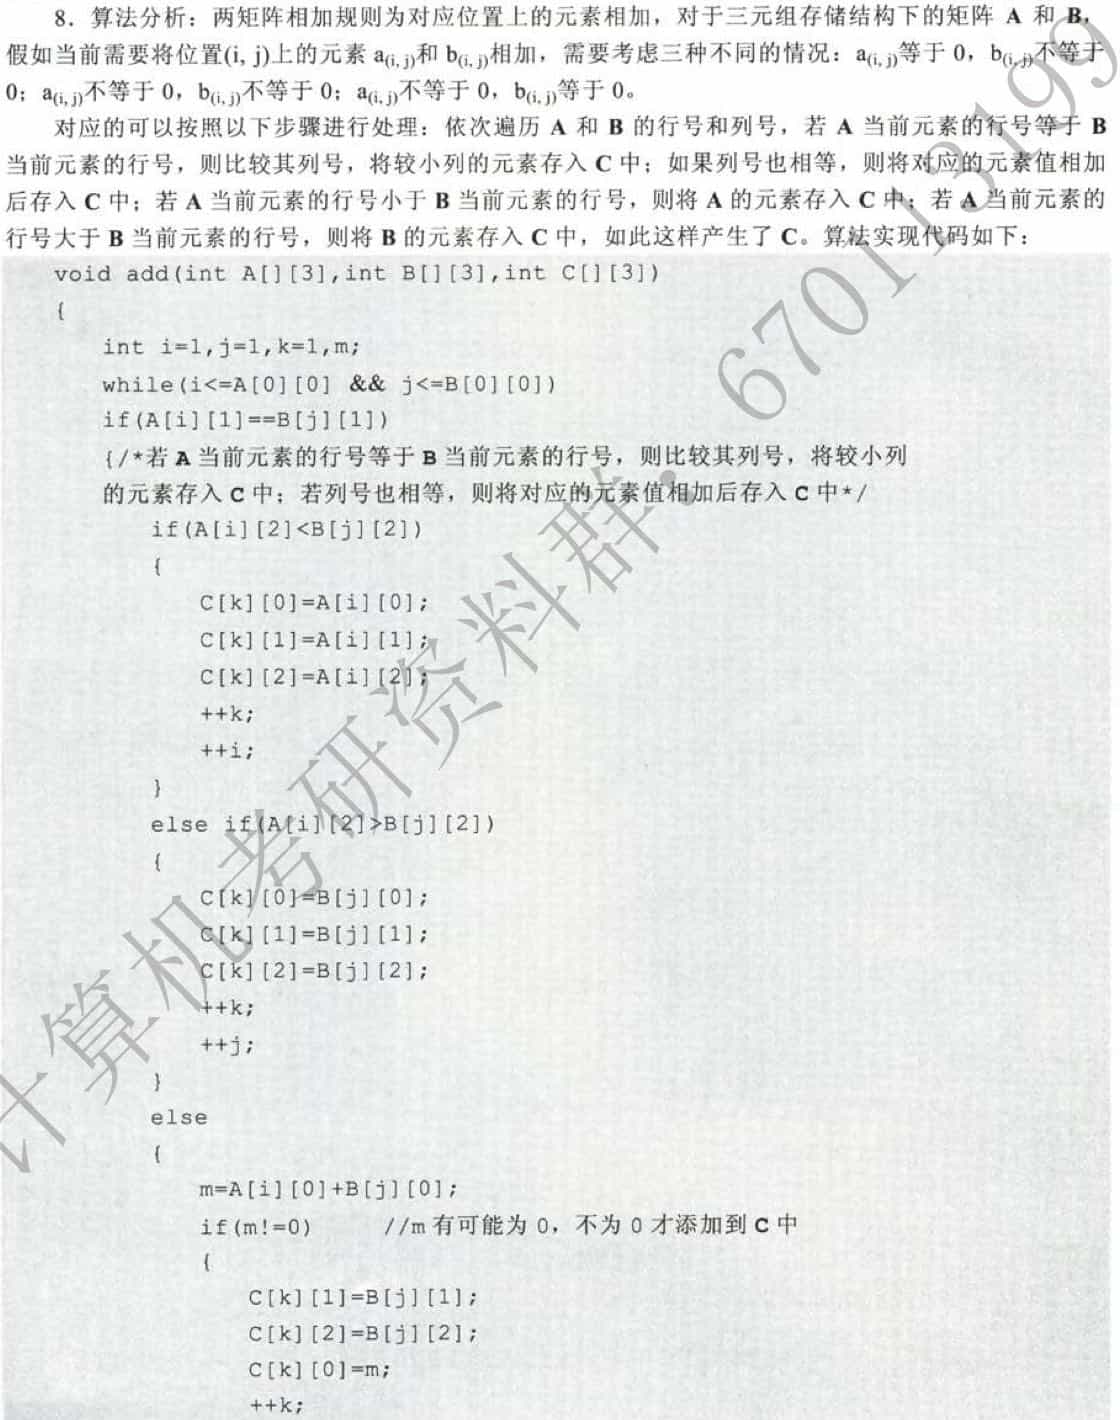 8．算法分析：两矩阵相加规则为对应位置上的元素相加，对于三元组存储结构下的矩阵 A 和 B，
假如当前需要将位置(i, j)上的元素 a(i, j)和 b(i, j)相加，需要考虑三种不同的情况：a(i, j)等于 0，b(i, j)不等于
0；a(i, j)不等于 0，b(i, j)不等于 0；a(i, j)不等于 0，b(i, j)等于 0。
对应的可以按照以下步骤进行处理：依次遍历 A 和 B 的行号和列号，若 A 当前元素的行号等于 B
当前元素的行号，则比较其列号，将较小列的元素存入 C 中；如果列号也相等，则将对应的元素值相加
后存入 C 中；若 A 当前元素的行号小于 B 当前元素的行号，则将 A 的元素存入 C 中；若 A 当前元素的
行号大于 B 当前元素的行号，则将 B 的元素存入 C 中，如此这样产生了 C。算法实现代码如下：
void add(int A[][3],int B[][3],int C[][3])
{
int i=1,j=1,k=1,m;
while(i<=A[0][0] && j<=B[0][0])
if(A[i][1]==B[j][1])
{/*若 A 当前元素的行号等于 B 当前元素的行号，则比较其列号，将较小列
的元素存入 C 中；若列号也相等，则将对应的元素值相加后存入 C 中*/
if(A[i][2]<B[j][2])
{
C[k][0]=A[i][0];
C[k][1]=A[i][1];
C[k][2]=A[i][2];
++k;
++i;
}
else if(A[i][2]>B[j][2])
{
C[k][0]=B[j][0];
C[k][1]=B[j][1];
C[k][2]=B[j][2];
++k;
++j;
}
else
{
m=A[i][0]+B[j][0];
if(m!=0) //m 有可能为 0，不为 0 才添加到 C 中
{
C[k][1]=B[j][1];
C[k][2]=B[j][2];
C[k][0]=m;
++k;
计算机考研资料群：670113199